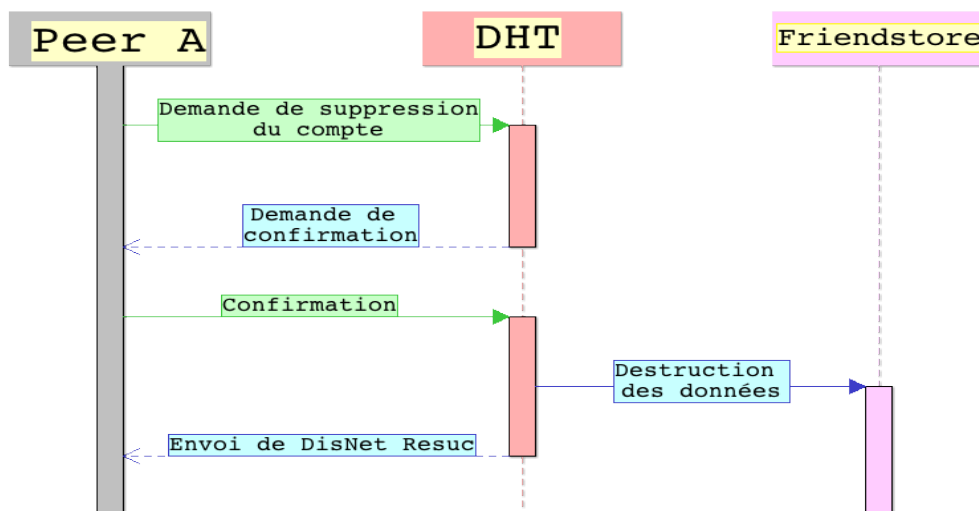 Peer A
DHT
Friendstore
Demande de suppression
du compte
Demande de
confirmation
Confirmation
Destruction
des données
Envoi de DisNet Resuc